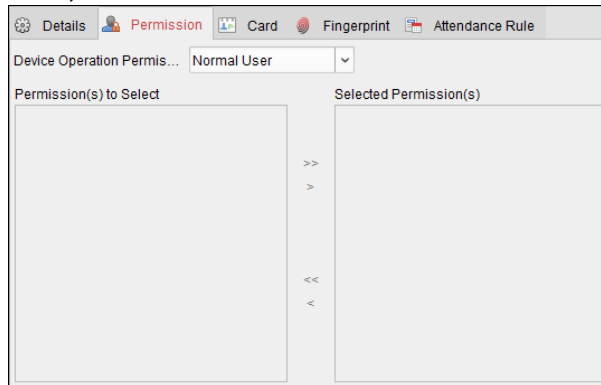 Details Permission Card Fingerprint Attendance Rule
Device Operation Permis... Normal User
Permission(s) to Select Selected Permission(s)
>>
>
<<
<